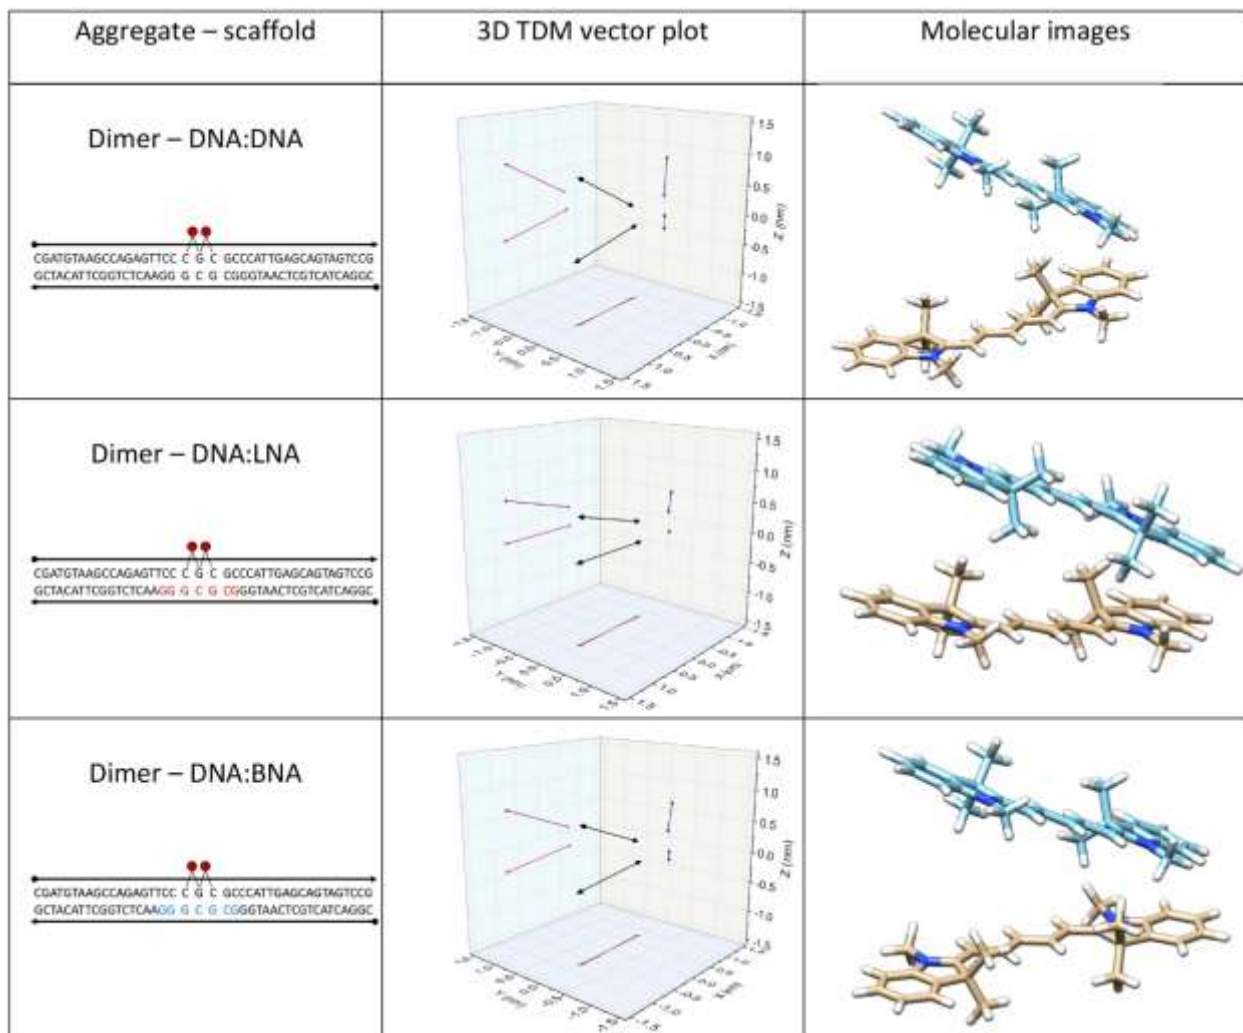 Aggregate – scaffold
3D TDM vector plot
Molecular images
Dimer – DNA:DNA
CGATGTAAGCCAGAGTTCC C G C GCCCATTGAGCAGTAGTCCG
GCTACATTCGGTCTCAAGG G C G CGGGTAACTCGTCATCAGGC
1.5
1.0
0.5
0.0
-0.5
-1.0
-1.5
Z (nm)
Y (nm)
Dimer – DNA:LNA
CGATGTAAGCCAGAGTTCC C G C GCCCATTGAGCAGTAGTCCG
GCTACATTCGGTCTCAAGG G C G CGGGTAACTCGTCATCAGGC
1.5
1.0
0.5
0.0
-0.5
-1.0
-1.5
Z (nm)
Y (nm)
Dimer – DNA:BNA
CGATGTAAGCCAGAGTTCC C G C GCCCATTGAGCAGTAGTCCG
GCTACATTCGGTCTCAAGG G C G CGGGTAACTCGTCATCAGGC
1.5
1.0
0.5
0.0
-0.5
-1.0
-1.5
Z (nm)
Y (nm)